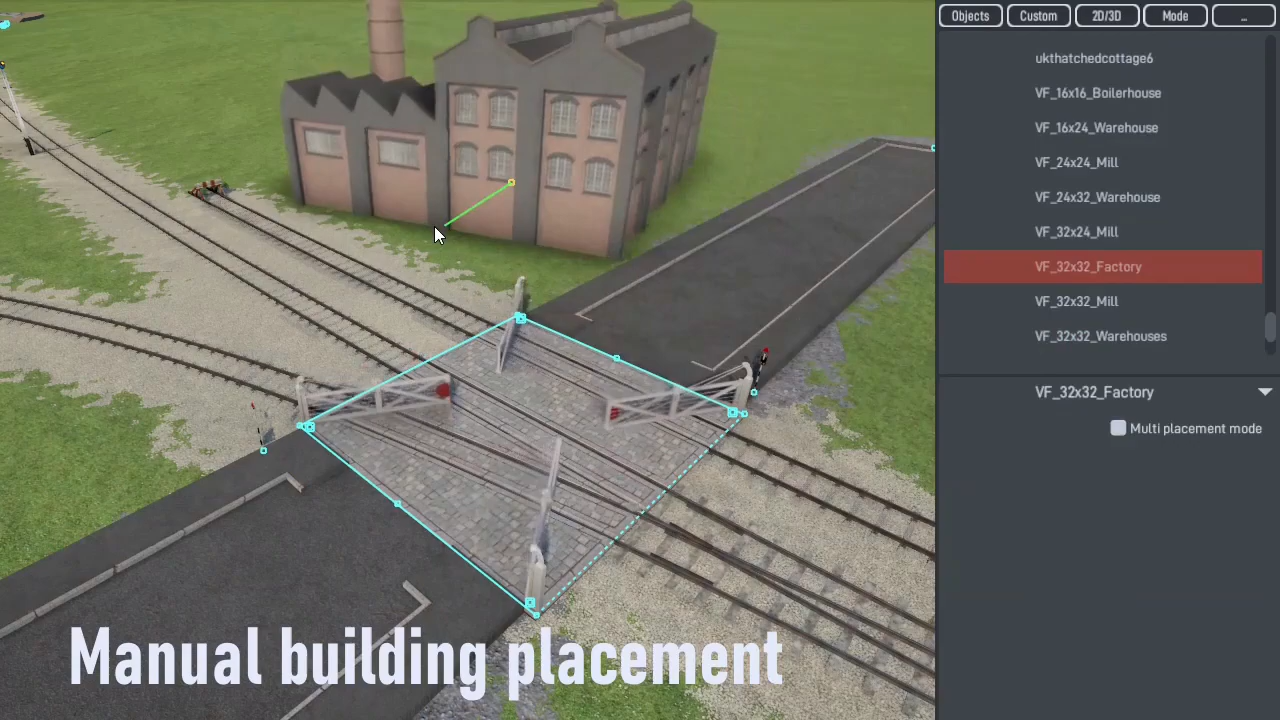 Objects
Custom
2D/3D
Mode
...
ukthatchedcottage6
VF_16x16_Boilerhouse
VF_16x24_Warehouse
VF_24x24_Mill
VF_24x32_Warehouse
VF_32x24_Mill
VF_32x32_Factory
VF_32x32_Mill
VF_32x32_Warehouses
VF_32x32_Factory
Multi placement mode
Manual building placement